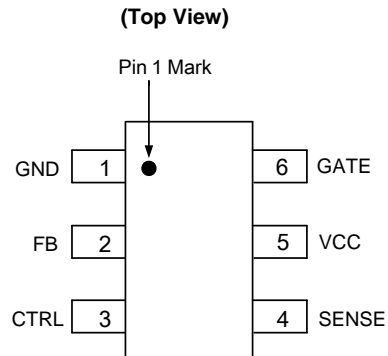 (Top View)
Pin 1 Mark
GND 1 6 GATE
FB 2 5 VCC
CTRL 3 4 SENSE